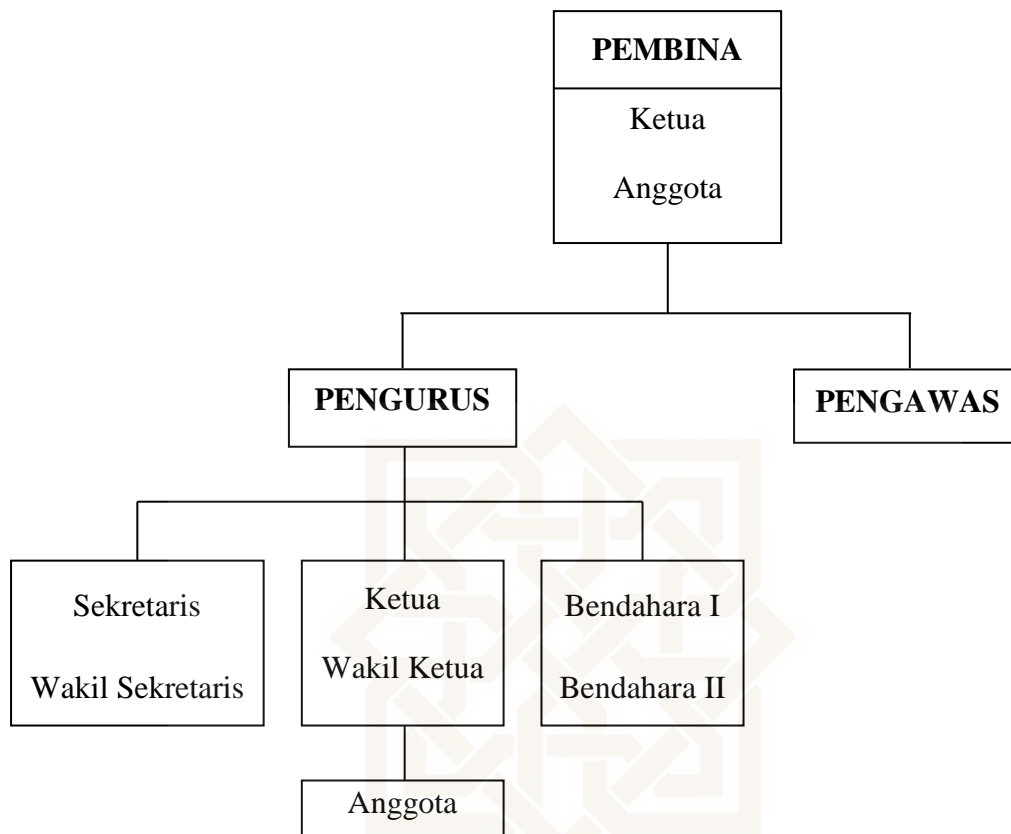 PEMBINA
Ketua
Anggota
PENGURUS
PENGAWAS
Sekretaris
Wakil Sekretaris
Ketua
Wakil Ketua
Bendahara I
Bendahara II
Anggota